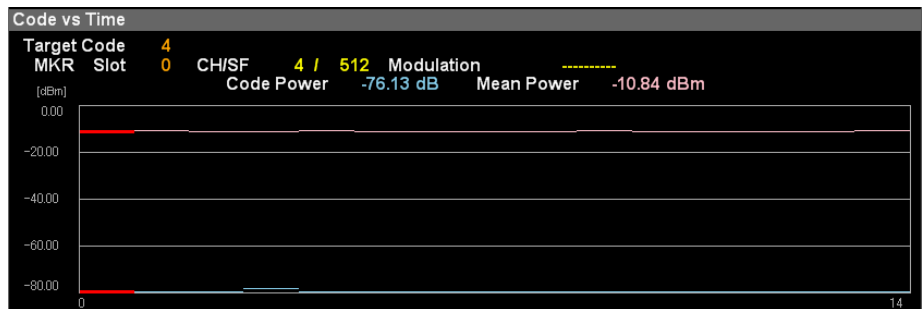 Code vs Time
Target Code 4
MKR Slot 0 CH/SF 4 / 512 Modulation ----------
Code Power -76.13 dB Mean Power -10.84 dBm
[dBm]
0.00
-20.00
-40.00
-60.00
-80.00
0 14